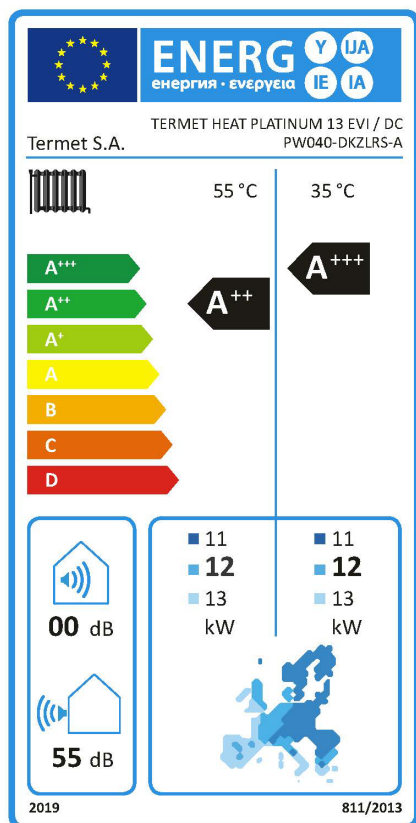 ENERG
енергия · ενεργεια
Y IJA
IE IA
TERMET HEAT PLATINUM 13 EVI / DC
Termet S.A.
PW040-DKZLRS-A
55 °C
35 °C
A+++
A++
A+
A
B
C
D
A++
A+++
00 dB
55 dB
11
12
13
kW
11
12
13
kW
2019
811/2013